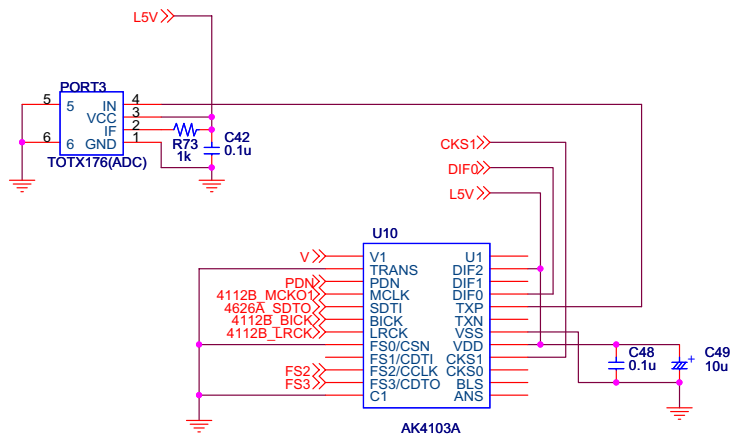 L5V
PORT3
5 5 IN 4
VCC 3
IF 2
6 6 GND 1
R73
1k
C42
0.1u
TOTX176(ADC)
CKS1
DIF0
L5V
U10
V V1 U1
TRANS DIF2
PDN PDN DIF1
4112B_MCKO1 MCLK DIF0
4626A_SDTO SDTI TXP
4112B_BICK BICK TXN
4112B_LRCK LRCK VSS
FS0/CSN VDD
FS1/CDTI CKS1
FS2 FS2/CCLK CKS0
FS3 FS3/CDTO BLS
C1 ANS
C48
0.1u
+
C49
10u
AK4103A